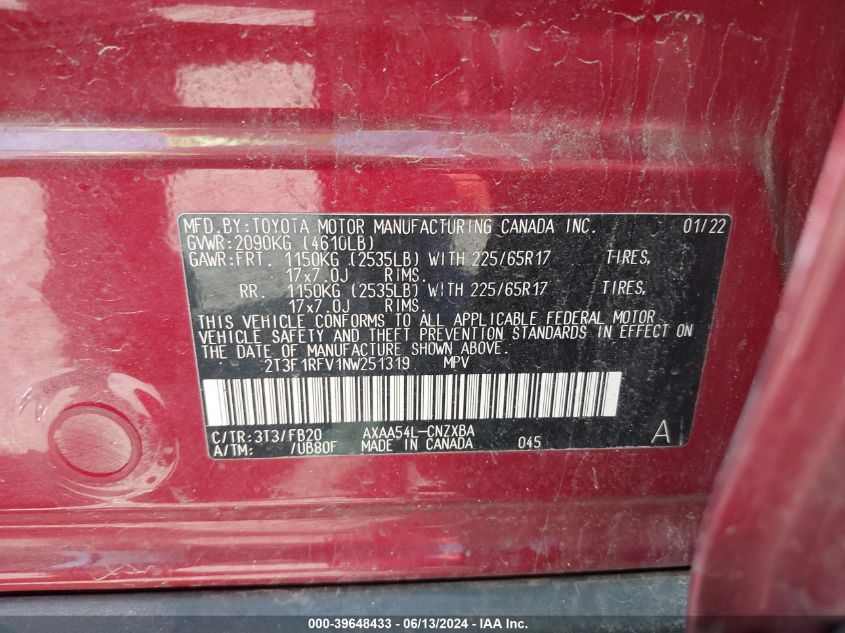 MFD.BY:TOYOTA MOTOR MANUFACTURING CANADA INC. 01/22
GVWR:2090KG (4610LB)
GAWR:FRT. 1150KG (2535LB) WITH 225/65R17 TIRES,
17x7.0J RIMS.
RR. 1150KG (2535LB) WITH 225/65R17 TIRES,
17x7.0J RIMS.
THIS VEHICLE CONFORMS TO ALL APPLICABLE FEDERAL MOTOR
VEHICLE SAFETY AND THEFT PREVENTION STANDARDS IN EFFECT ON
THE DATE OF MANUFACTURE SHOWN ABOVE.
2T3F1RFV1NW251319 MPV
C/TR:3T3/FB20 AXAA54L-CNZXBA
A/TM: /UB80F MADE IN CANADA 045 A
000-39648433 - 06/13/2024 - IAA Inc.